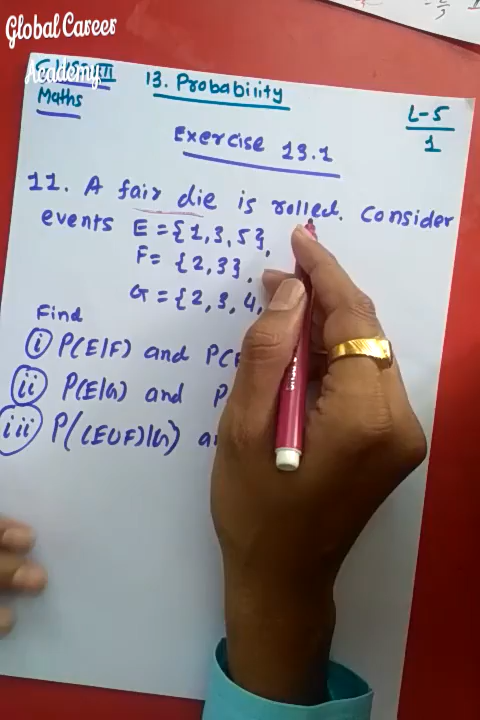 Global Career
Academy
Maths
13. Probability
L-5
1
Exercise 13.1
11. A fair die is rolled. Consider
events E = {1,3,5},
F = {2,3},
G = {2,3,4,
Find
(i) P(E|F) and P(F
(ii) P(E|G) and P
(iii) P((EUF)|G) a